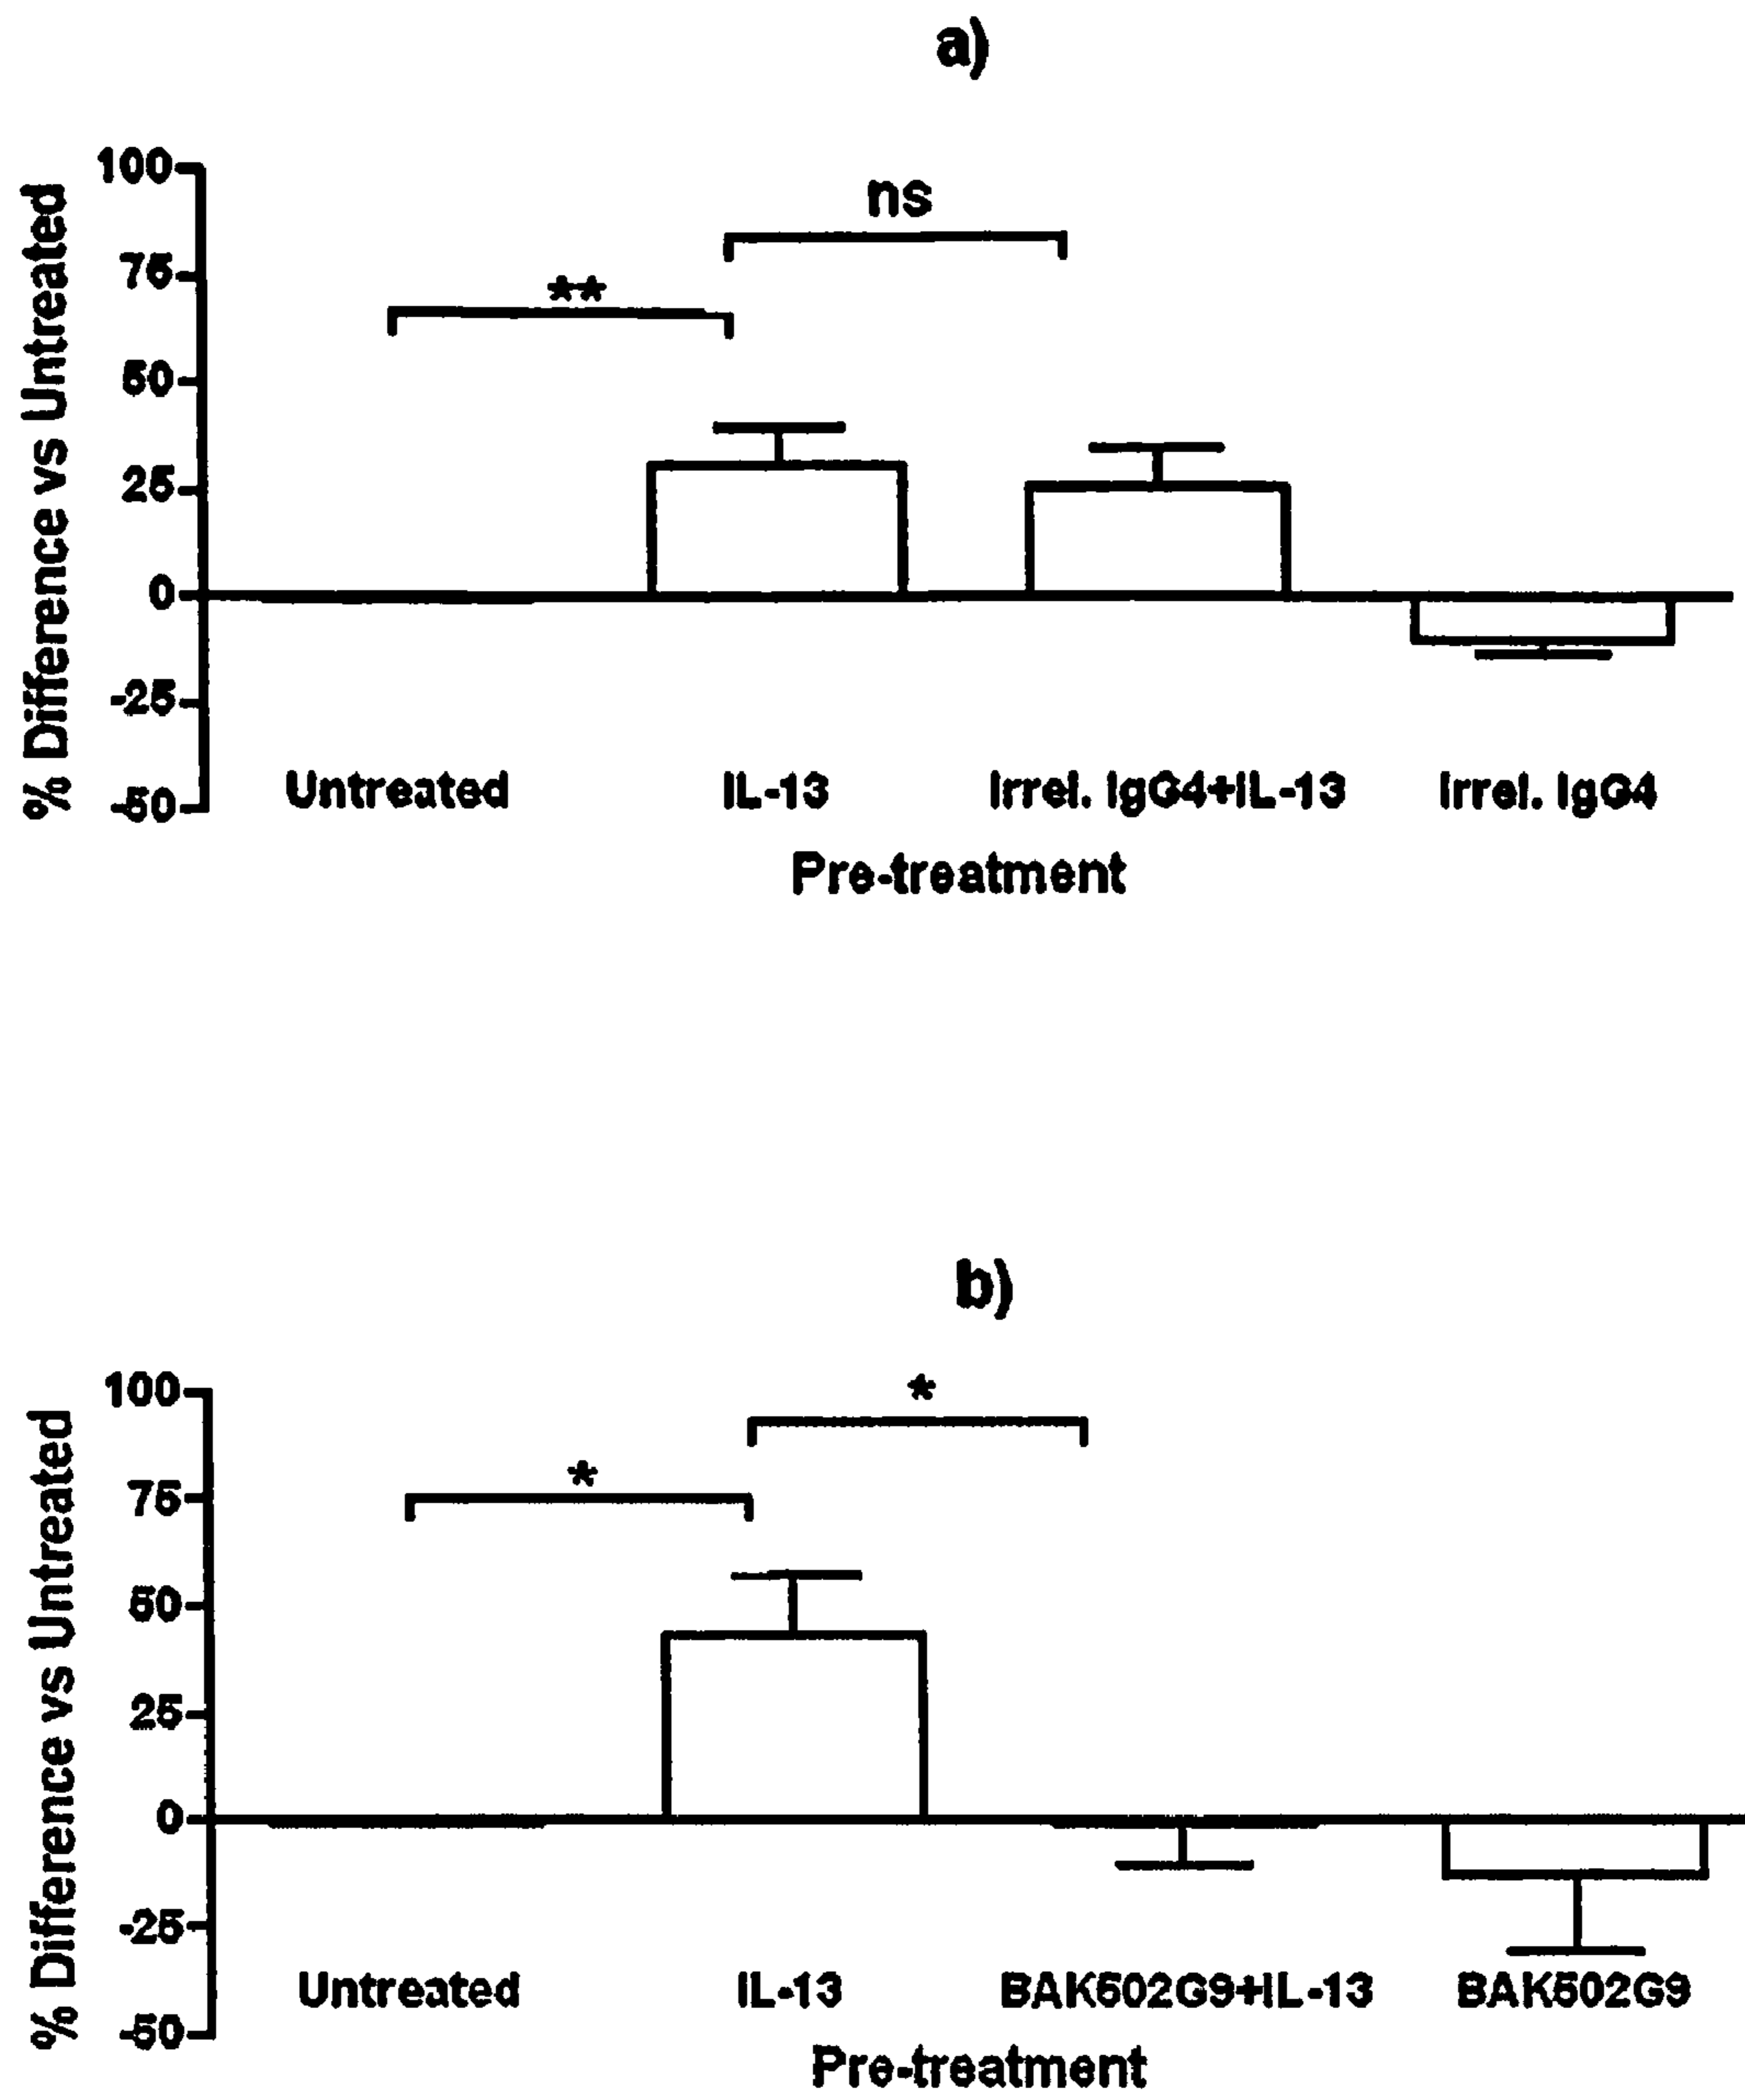 a)
% Difference vs Untreated
100
75
50
25
0
-25
-50
**
ns
Untreated IL-13 Irrel. IgG4+IL-13 Irrel. IgG4
Pre-treatment
b)
% Difference vs Untreated
100
75
50
25
0
-25
-50
*
*
Untreated IL-13 BAK502G9+IL-13 BAK502G9
Pre-treatment